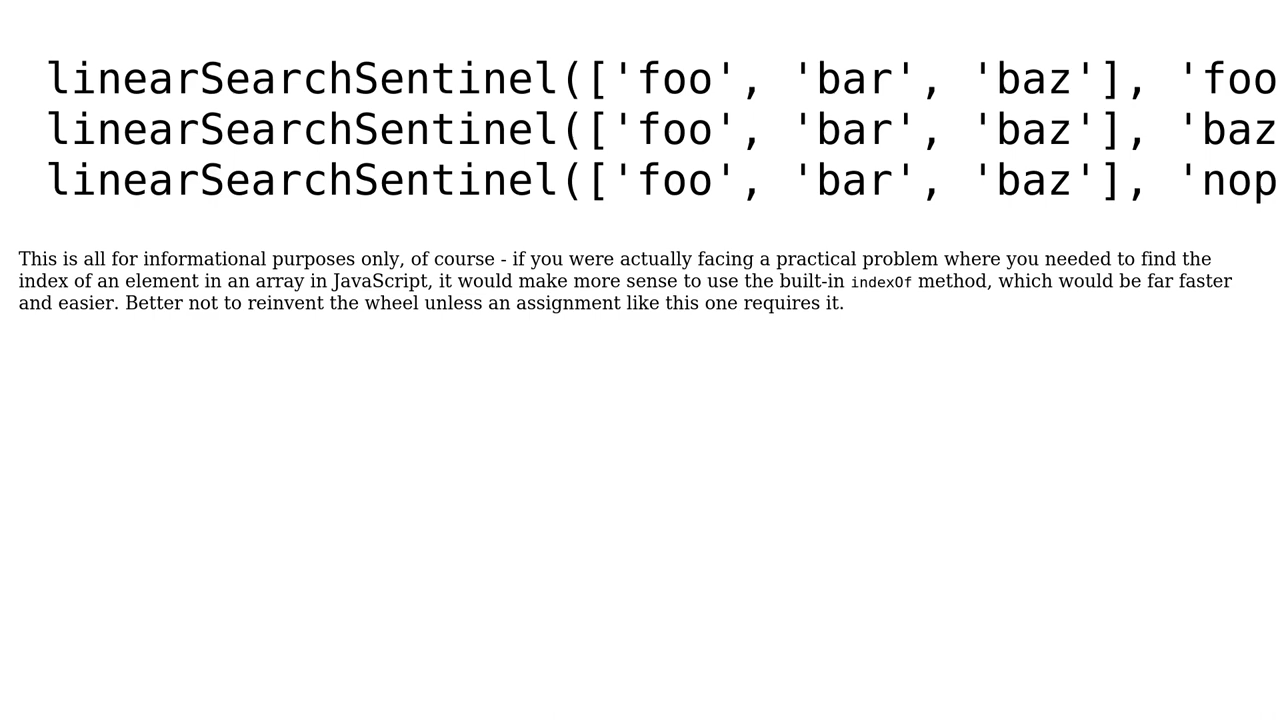 linearSearchSentinel(['foo', 'bar', 'baz'], 'foo
linearSearchSentinel(['foo', 'bar', 'baz'], 'baz
linearSearchSentinel(['foo', 'bar', 'baz'], 'nop
This is all for informational purposes only, of course - if you were actually facing a practical problem where you needed to find the
index of an element in an array in JavaScript, it would make more sense to use the built-in indexOf method, which would be far faster
and easier. Better not to reinvent the wheel unless an assignment like this one requires it.